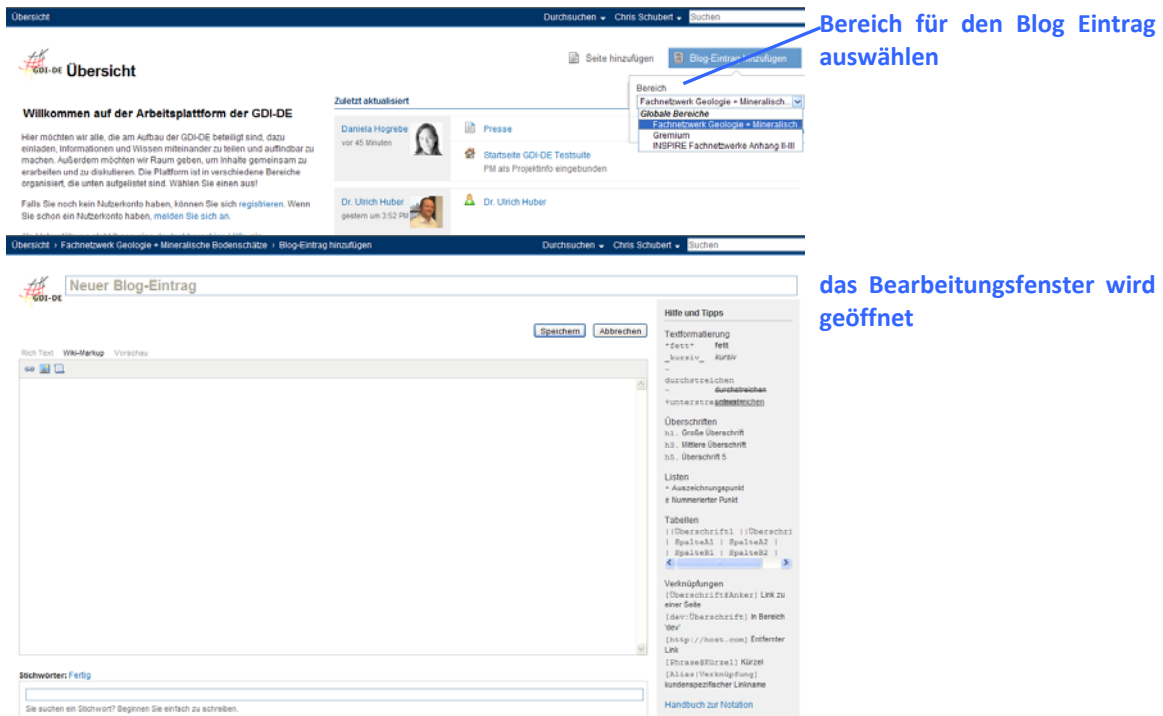 Übersicht
Durchsuchen Chris Schubert Suchen
GDI-DE Übersicht
Seite hinzufügen Blog-Eintrag hinzufügen
Bereich
Fachnetzwerk Geologie + Mineralisch...
Globale Bereiche
Fachnetzwerk Geologie + Mineralisch
Gremium
INSPIRE Fachnetzwerke Anhang II-III
Bereich für den Blog Eintrag
auswählen
Willkommen auf der Arbeitsplattform der GDI-DE
Hier möchten wir alle, die am Aufbau der GDI-DE beteiligt sind, dazu
einladen, Informationen und Wissen miteinander zu teilen und auffindbar zu
machen. Außerdem möchten wir Raum geben, um Inhalte gemeinsam zu
erarbeiten und zu diskutieren. Die Plattform ist in verschiedene Bereiche
organisiert, die unten aufgelistet sind. Wählen Sie einen aus!
Falls Sie noch kein Nutzerkonto haben, können Sie sich registrieren. Wenn
Sie schon ein Nutzerkonto haben, melden Sie sich an.
Zuletzt aktualisiert
Daniela Hogrebe
vor 45 Minuten
Presse
Startseite GDI-DE Testsuite
PM als Projektinfo eingebunden
Dr. Ulrich Huber
gestern um 3:52 PM
Dr. Ulrich Huber
Übersicht › Fachnetzwerk Geologie + Mineralische Bodenschätze › Blog-Eintrag hinzufügen
Durchsuchen Chris Schubert Suchen
GDI-DE
Neuer Blog-Eintrag
das Bearbeitungsfenster wird
geöffnet
Speichern Abbrechen
Rich Text Wiki-Markup Vorschau
Hilfe und Tipps
Textformatierung
*fett* fett
_kursiv_ kursiv
-
durchstreichen
- durchstreichen
+unterstre unterstreichen
Überschriften
h1. Große Überschrift
h3. Mittlere Überschrift
h5. Überschrift 5
Listen
* Auszeichnungspunkt
# Nummerierter Punkt
Tabellen
||Überschrift1 ||Überschri
| SpalteA1 | SpalteA2 |
| SpalteB1 | SpalteB2 |
Verknüpfungen
[Überschrift#Anker] Link zu
einer Seite
[dev:Überschrift] In Bereich
'dev'
[http://host.com] Entfernter
Link
[Phrase@Kürzel] Kürzel
[Alias|Verknüpfung]
kundenspezifischer Linkname
Handbuch zur Notation
Stichwörter: Fertig
Sie suchen ein Stichwort? Beginnen Sie einfach zu schreiben.